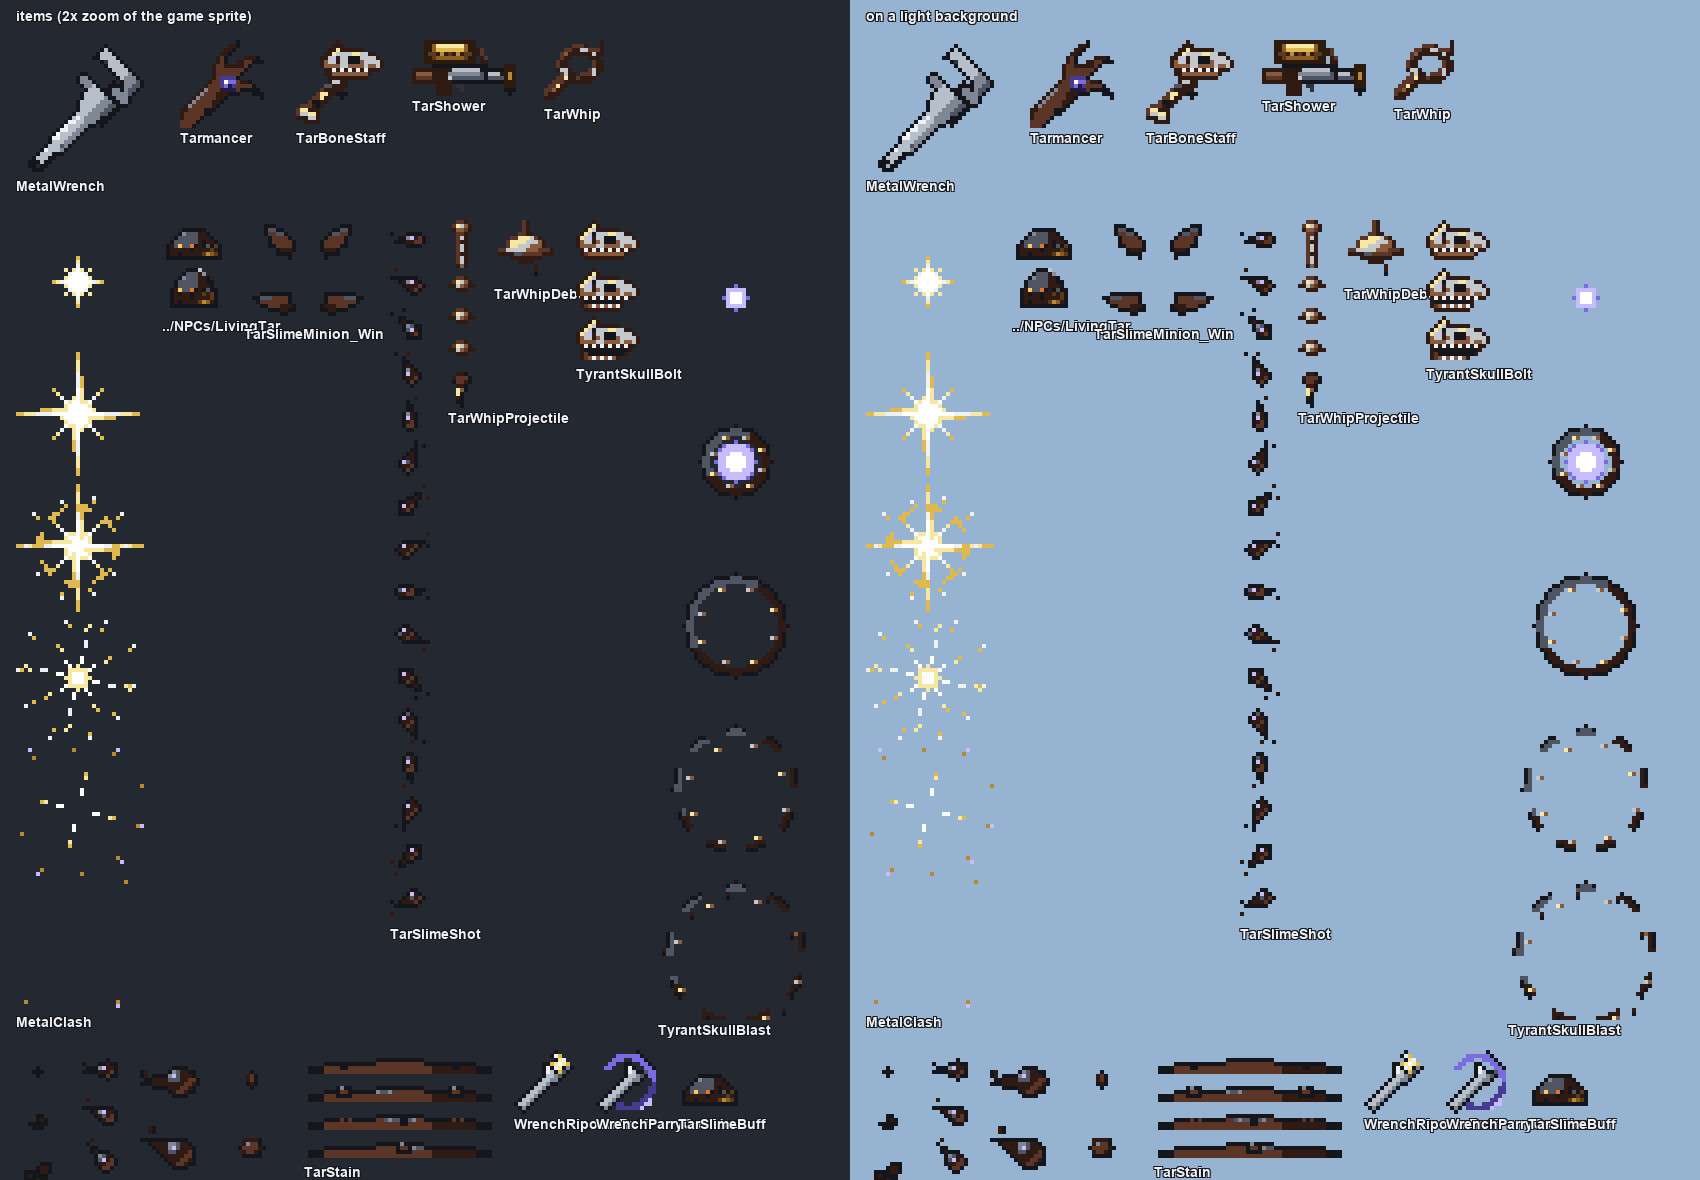 items (2x zoom of the game sprite)
on a light background
TarShower
TarWhip
Tarmancer
TarBoneStaff
MetalWrench
TarShower
TarWhip
Tarmancer
TarBoneStaff
MetalWrench
TarWhipDeb
../NPCs/LivingTar
TarSlimeMinion_Win
TyrantSkullBolt
TarWhipProjectile
TarWhipDeb
../NPCs/LivingTar
TarSlimeMinion_Win
TyrantSkullBolt
TarWhipProjectile
TarSlimeShot
TarSlimeShot
MetalClash
TyrantSkullBlast
MetalClash
TyrantSkullBlast
WrenchRipo
WrenchParry
TarSlimeBuff
WrenchRipo
WrenchParry
TarSlimeBuff
TarStain
TarStain